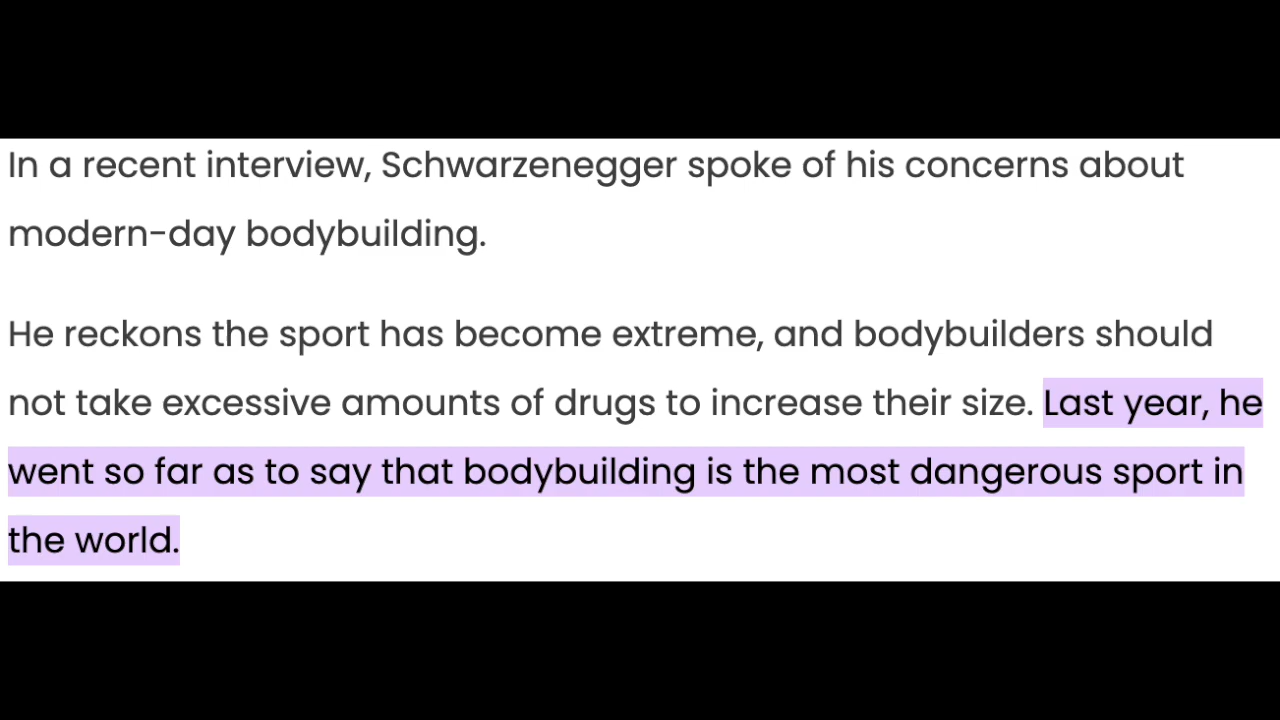 In a recent interview, Schwarzenegger spoke of his concerns about
modern-day bodybuilding.
He reckons the sport has become extreme, and bodybuilders should
not take excessive amounts of drugs to increase their size. Last year, he
went so far as to say that bodybuilding is the most dangerous sport in
the world.